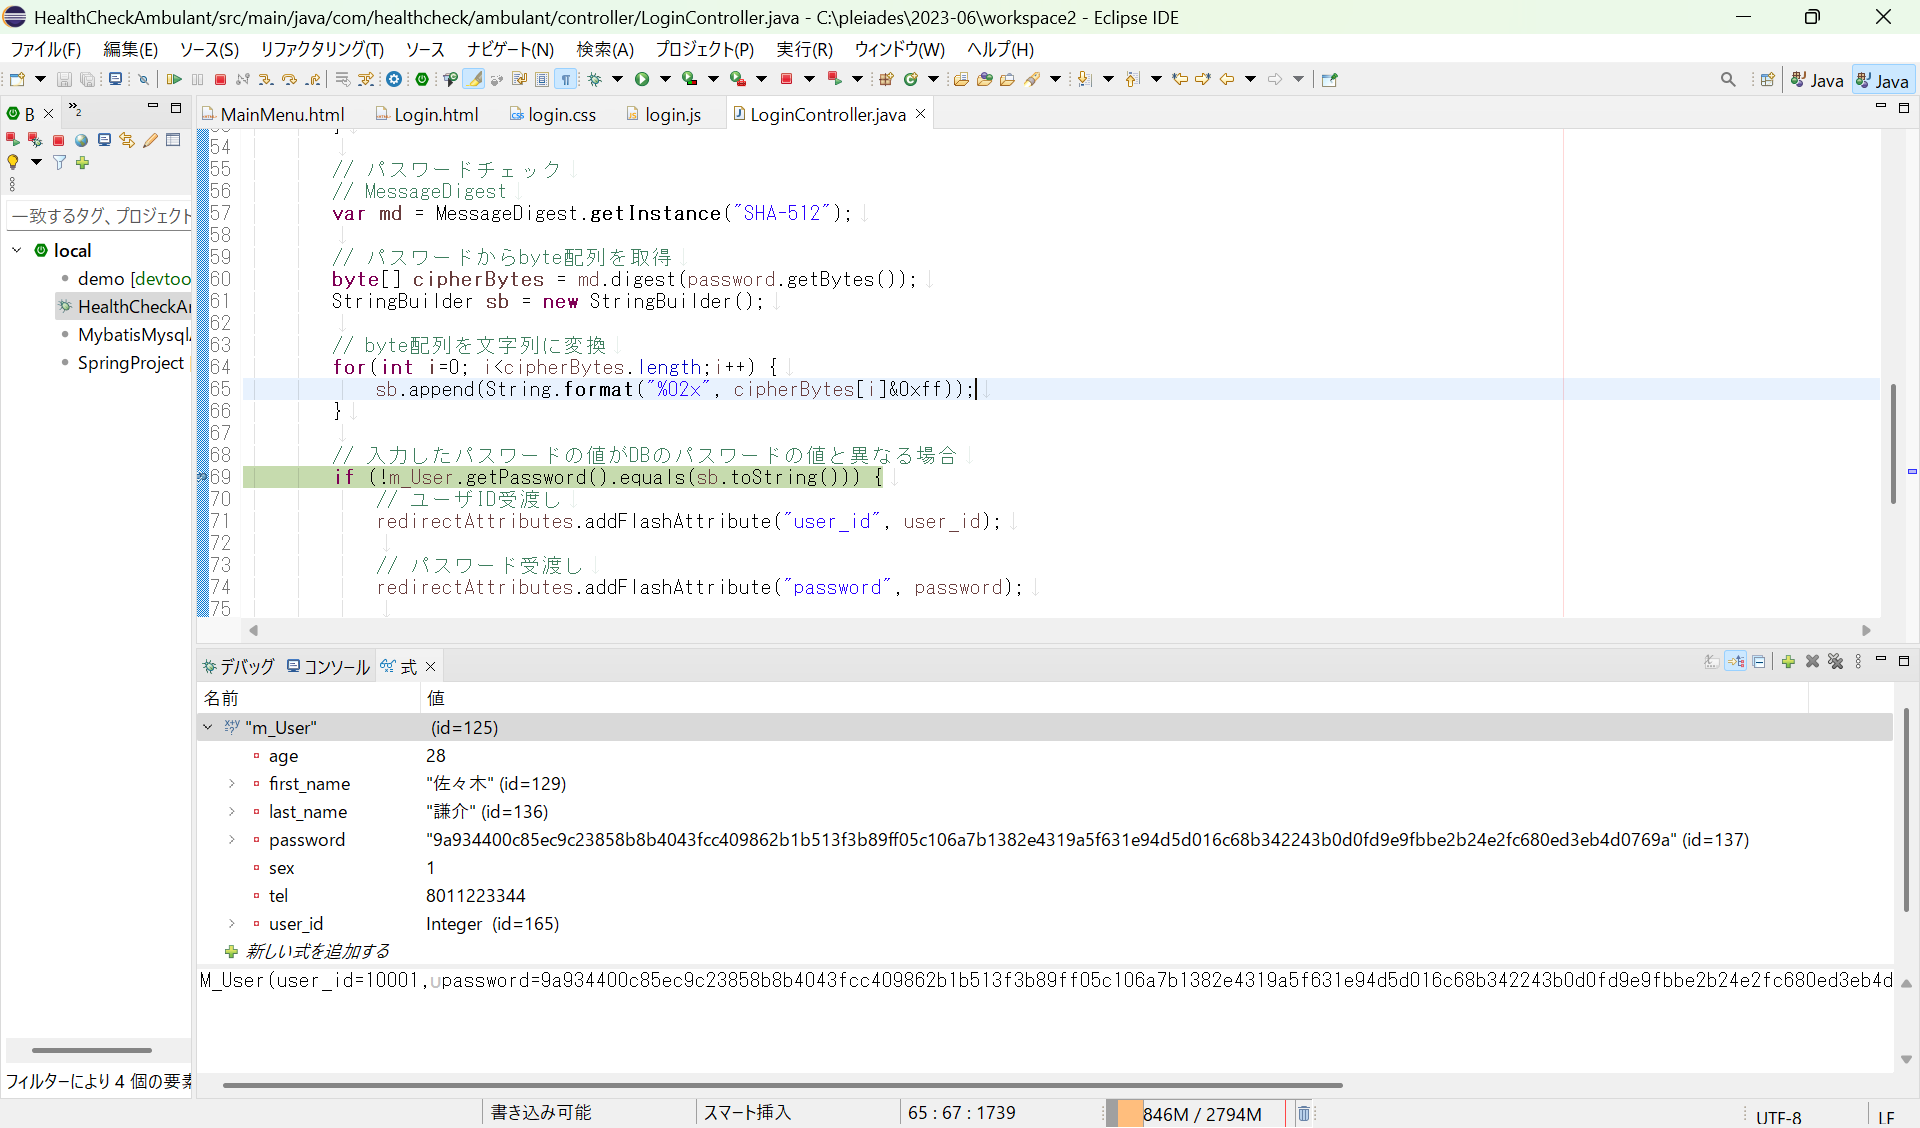 HealthCheckAmbulant/src/main/java/com/healthcheck/ambulant/controller/LoginController.java - C:\pleiades\2023-06\workspace2 - Eclipse IDE
ファイル(F) 編集(E) ソース(S) リファクタリング(T) ソース ナビゲート(N) 検索(A) プロジェクト(P) 実行(R) ウィンドウ(W) ヘルプ(H)
Java Java
B »2
MainMenu.html Login.html login.css login.js LoginController.java
一致するタグ、プロジェクト
local
demo [devtoo
HealthCheckAm
MybatisMysqlA
SpringProject
54
55 // パスワードチェック
56 // MessageDigest
57 var md = MessageDigest.getInstance("SHA-512");
58
59 // パスワードからbyte配列を取得
60 byte[] cipherBytes = md.digest(password.getBytes());
61 StringBuilder sb = new StringBuilder();
62
63 // byte配列を文字列に変換
64 for(int i=0; i<cipherBytes.length;i++) {
65 sb.append(String.format("%02x", cipherBytes[i]&0xff));
66 }
67
68 // 入力したパスワードの値がDBのパスワードの値と異なる場合
69 if (!m_User.getPassword().equals(sb.toString())) {
70 // ユーザID受渡し
71 redirectAttributes.addFlashAttribute("user_id", user_id);
72
73 // パスワード受渡し
74 redirectAttributes.addFlashAttribute("password", password);
75
デバッグ コンソール 式
名前 値
"m_User" (id=125)
age 28
first_name "佐々木" (id=129)
last_name "謙介" (id=136)
password "9a934400c85ec9c23858b8b4043fcc409862b1b513f3b89ff05c106a7b1382e4319a5f631e94d5d016c68b342243b0d0fd9e9fbbe2b24e2fc680ed3eb4d0769a" (id=137)
sex 1
tel 8011223344
user_id Integer (id=165)
新しい式を追加する
M_User(user_id=10001, password=9a934400c85ec9c23858b8b4043fcc409862b1b513f3b89ff05c106a7b1382e4319a5f631e94d5d016c68b342243b0d0fd9e9fbbe2b24e2fc680ed3eb4d
フィルターにより 4 個の要素
書き込み可能 スマート挿入 65 : 67 : 1739 846M / 2794M UTF-8 LF